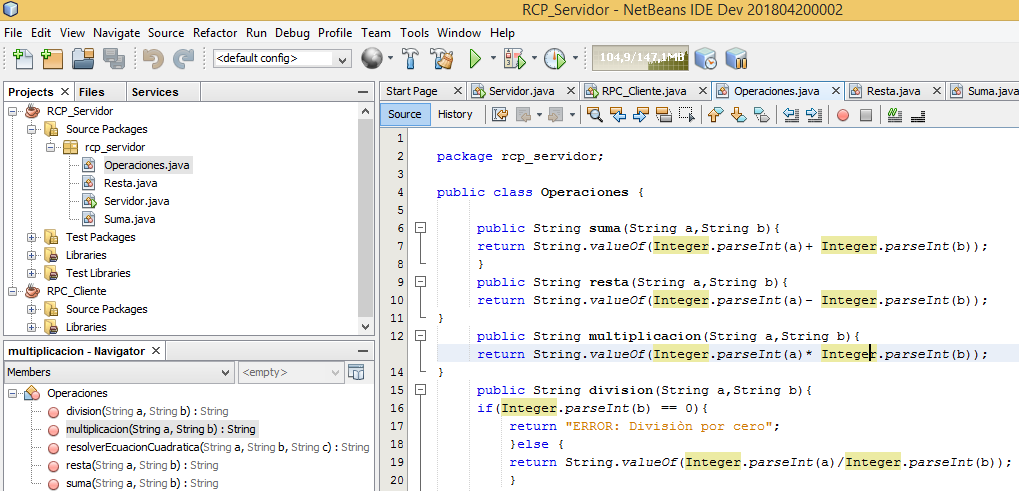 RCP_Servidor - NetBeans IDE Dev 201804200002
File Edit View Navigate Source Refactor Run Debug Profile Team Tools Window Help
<default config> 104,9/147,1MB
Projects Files Services
RCP_Servidor
Source Packages
rcp_servidor
Operaciones.java
Resta.java
Servidor.java
Suma.java
Test Packages
Libraries
Test Libraries
RPC_Cliente
Source Packages
Libraries
multiplicacion - Navigator
Members <empty>
Operaciones
division(String a, String b) : String
multiplicacion(String a, String b) : String
resolverEcuacionCuadratica(String a, String b, String c) : String
resta(String a, String b) : String
suma(String a, String b) : String
Start Page Servidor.java RPC_Cliente.java Operaciones.java Resta.java Suma.java
Source History
1
2 package rcp_servidor;
3
4 public class Operaciones {
5
6 public String suma(String a,String b){
7 return String.valueOf(Integer.parseInt(a)+ Integer.parseInt(b));
8 }
9 public String resta(String a,String b){
10 return String.valueOf(Integer.parseInt(a)- Integer.parseInt(b));
11 }
12 public String multiplicacion(String a,String b){
return String.valueOf(Integer.parseInt(a)* Integer.parseInt(b));
14 }
15 public String division(String a,String b){
16 if(Integer.parseInt(b) == 0){
17 return "ERROR: Divisiòn por cero";
18 }else {
19 return String.valueOf(Integer.parseInt(a)/Integer.parseInt(b));
20 }